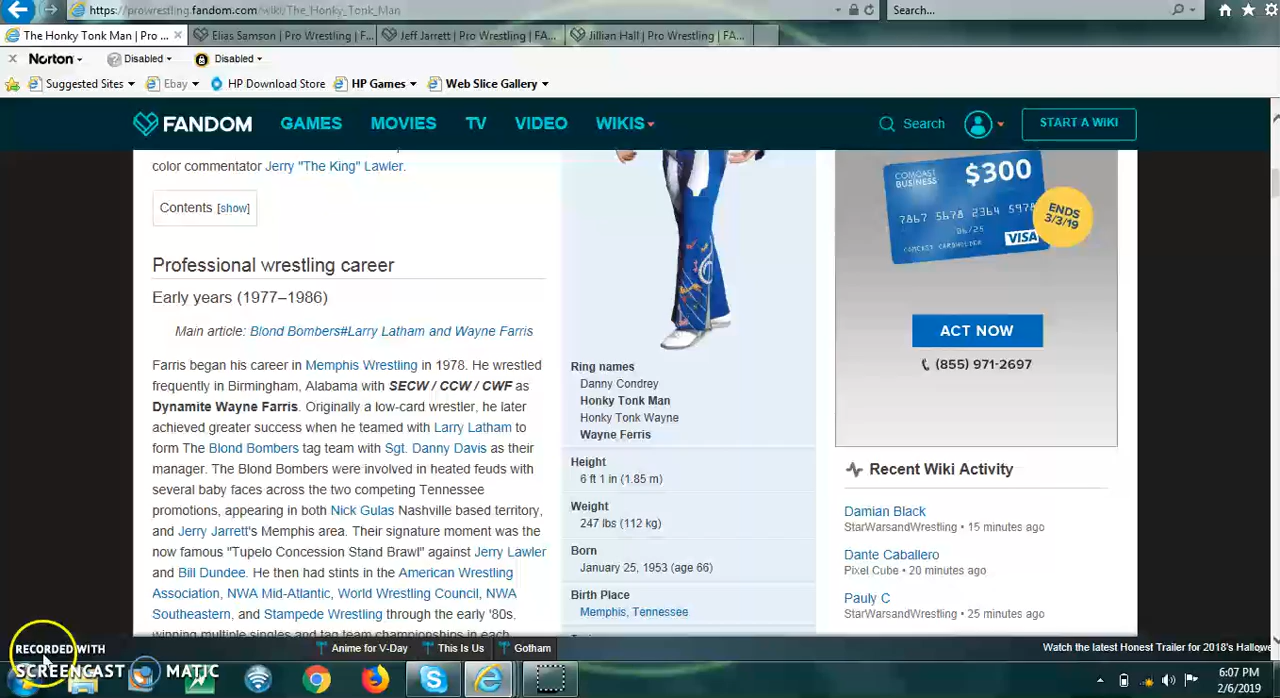 https://prowrestling.fandom.com/wiki/The_Honky_Tonk_Man
Search...
The Honky Tonk Man | Pro ...
Elias Samson | Pro Wrestling | F...
Jeff Jarrett | Pro Wrestling | FA...
Jillian Hall | Pro Wrestling | FA...
Norton
Disabled
Disabled
Suggested Sites
Ebay
HP Download Store
HP Games
Web Slice Gallery
FANDOM
GAMES
MOVIES
TV
VIDEO
WIKIS
Search
START A WIKI
color commentator Jerry "The King" Lawler.
Contents [show]
Professional wrestling career
Early years (1977–1986)
Main article: Blond Bombers#Larry Latham and Wayne Farris
Farris began his career in Memphis Wrestling in 1978. He wrestled
frequently in Birmingham, Alabama with SECW / CCW / CWF as
Dynamite Wayne Farris. Originally a low-card wrestler, he later
achieved greater success when he teamed with Larry Latham to
form The Blond Bombers tag team with Sgt. Danny Davis as their
manager. The Blond Bombers were involved in heated feuds with
several baby faces across the two competing Tennessee
promotions, appearing in both Nick Gulas Nashville based territory,
and Jerry Jarrett's Memphis area. Their signature moment was the
now famous "Tupelo Concession Stand Brawl" against Jerry Lawler
and Bill Dundee. He then had stints in the American Wrestling
Association, NWA Mid-Atlantic, World Wrestling Council, NWA
Southeastern, and Stampede Wrestling through the early '80s.
winning multiple singles and tag team championships in each
Ring names
Danny Condrey
Honky Tonk Man
Honky Tonk Wayne
Wayne Ferris
Height
6 ft 1 in (1.85 m)
Weight
247 lbs (112 kg)
Born
January 25, 1953 (age 66)
Birth Place
Memphis, Tennessee
COMCAST
BUSINESS
$300
7867 5678 2364 5978
06/25
COMCAST CARDHOLDER
VISA
ENDS
3/3/19
ACT NOW
(855) 971-2697
Recent Wiki Activity
Damian Black
StarWarsandWrestling • 15 minutes ago
Dante Caballero
Pixel Cube • 20 minutes ago
Pauly C
StarWarsandWrestling • 25 minutes ago
Anime for V-Day
This Is Us
Gotham
Watch the latest Honest Trailer for 2018's Hallowe
RECORDED WITH
SCREENCAST MATIC
6:07 PM
2/6/2019